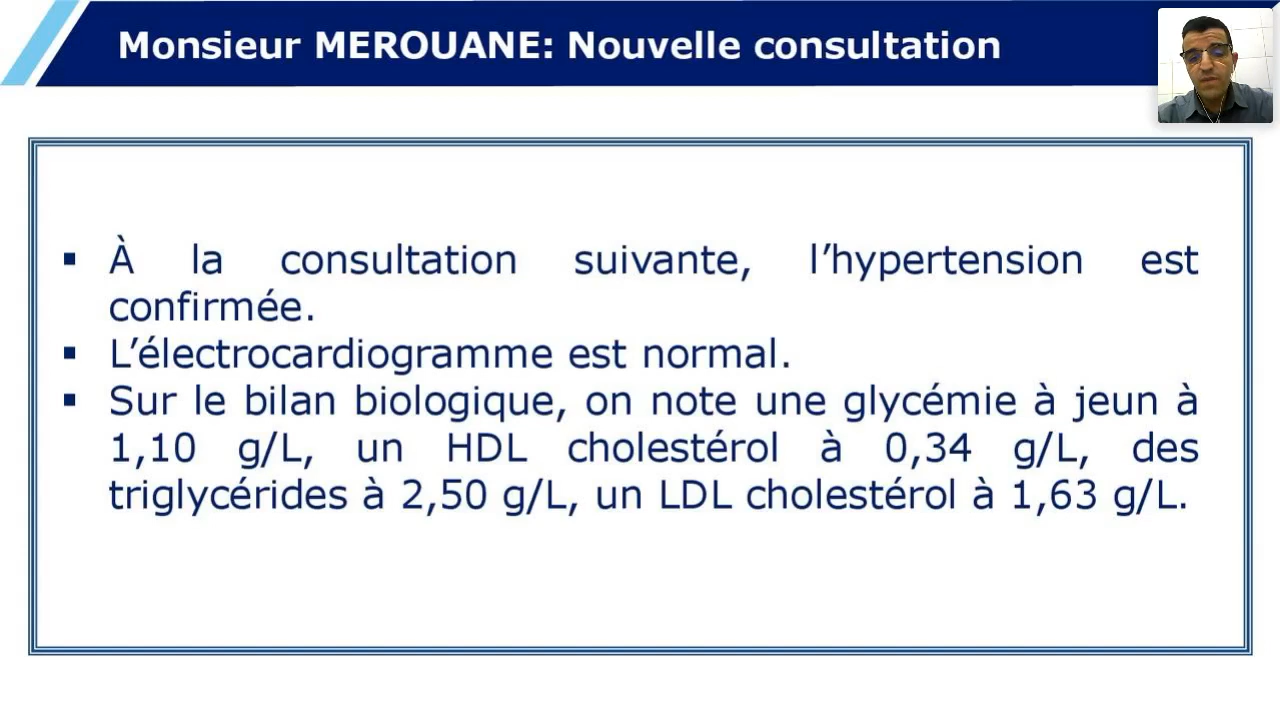 Monsieur MEROUANE: Nouvelle consultation
▪ À la consultation suivante, l’hypertension est
confirmée.
▪ L’électrocardiogramme est normal.
▪ Sur le bilan biologique, on note une glycémie à jeun à
1,10 g/L, un HDL cholestérol à 0,34 g/L, des
triglycérides à 2,50 g/L, un LDL cholestérol à 1,63 g/L.